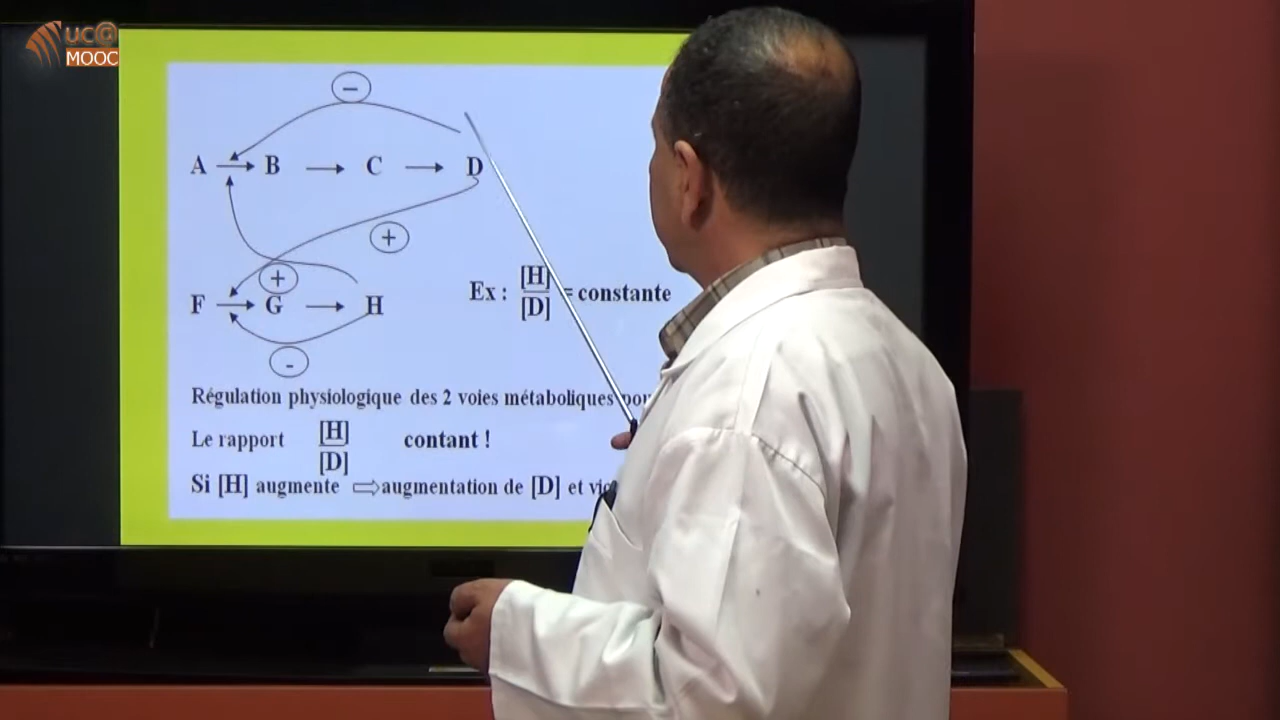 UC@
MOOC
−
A → B → C → D
+
+
F → G → H
-
Ex : [H] = constante
[D]
Régulation physiologique des 2 voies métaboliques
Le rapport [H] contant !
[D]
Si [H] augmente ⇨ augmentation de [D] et